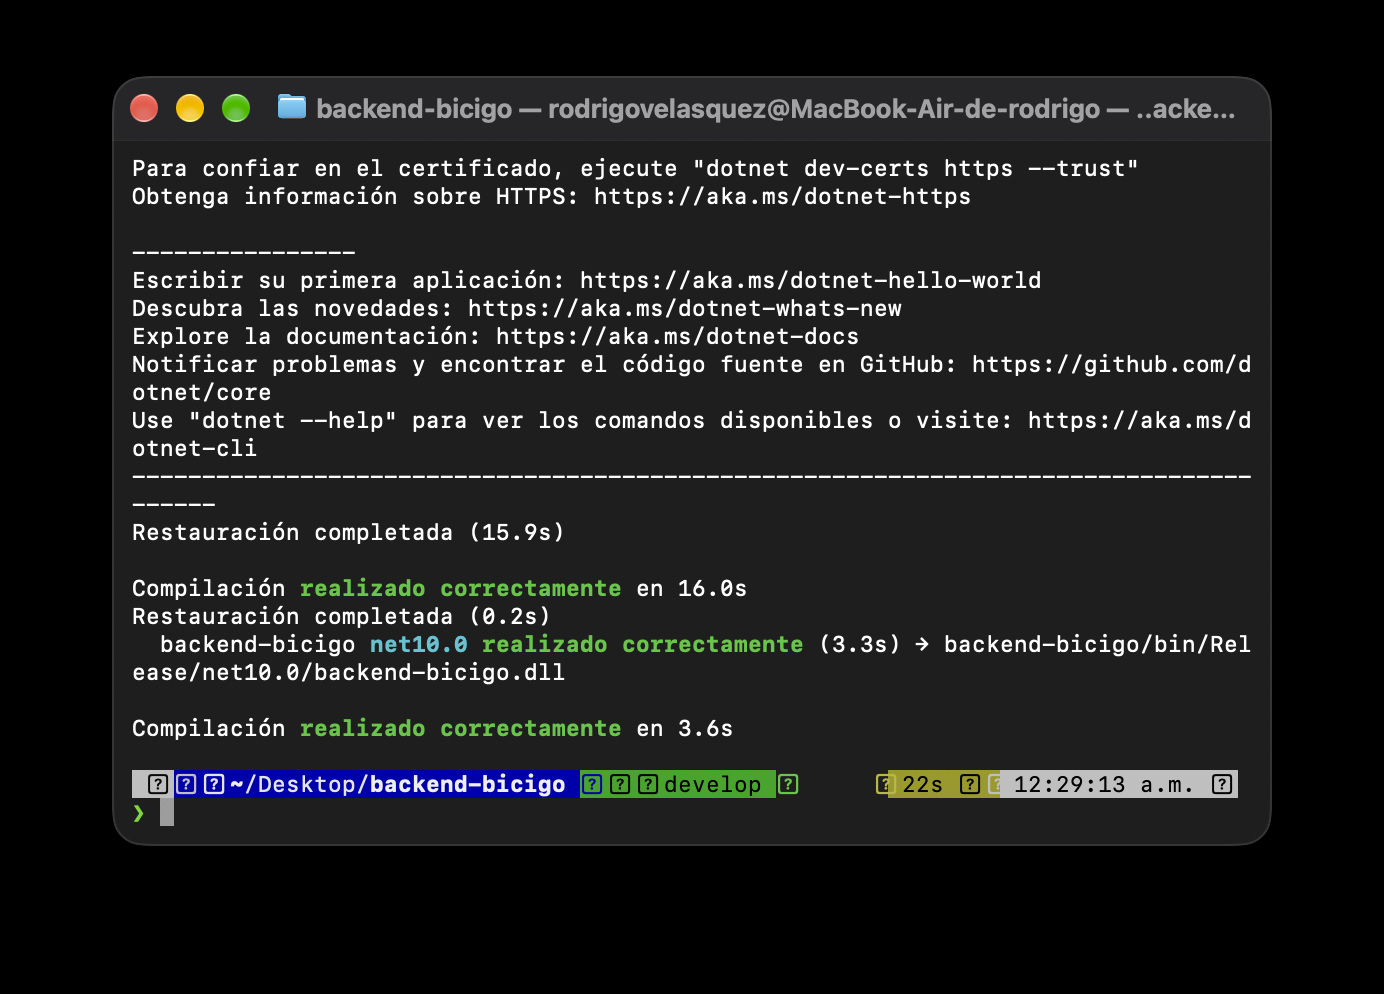 backend-bicigo — rodrigovelasquez@MacBook-Air-de-rodrigo — ..acke...
Para confiar en el certificado, ejecute "dotnet dev-certs https --trust"
Obtenga información sobre HTTPS: https://aka.ms/dotnet-https
----------------
Escribir su primera aplicación: https://aka.ms/dotnet-hello-world
Descubra las novedades: https://aka.ms/dotnet-whats-new
Explore la documentación: https://aka.ms/dotnet-docs
Notificar problemas y encontrar el código fuente en GitHub: https://github.com/d
otnet/core
Use "dotnet --help" para ver los comandos disponibles o visite: https://aka.ms/d
otnet-cli
--------------------------------------------------------------------------------
------
Restauración completada (15.9s)
Compilación realizado correctamente en 16.0s
Restauración completada (0.2s)
backend-bicigo net10.0 realizado correctamente (3.3s) → backend-bicigo/bin/Rel
ease/net10.0/backend-bicigo.dll
Compilación realizado correctamente en 3.6s
~/Desktop/backend-bicigo develop 22s 12:29:13 a.m.
❯